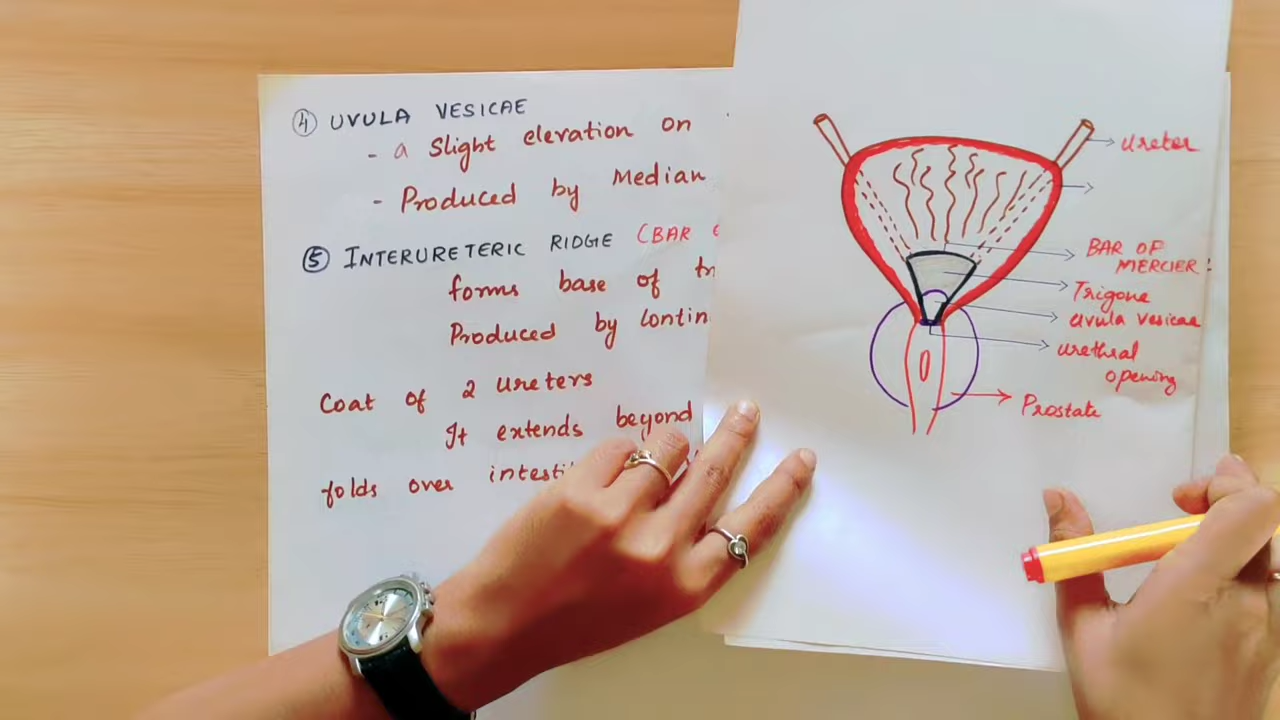 ④ UVULA VESICAE
- a Slight elevation on
- Produced by Median
⑤ INTERURETERIC RIDGE (BAR
forms base of tr
Produced by Contin
Coat of 2 ureters
It extends beyond
folds over intesti
ureter
BAR OF
MERCIER
Trigone
uvula vesicae
urethral
opening
Prostate